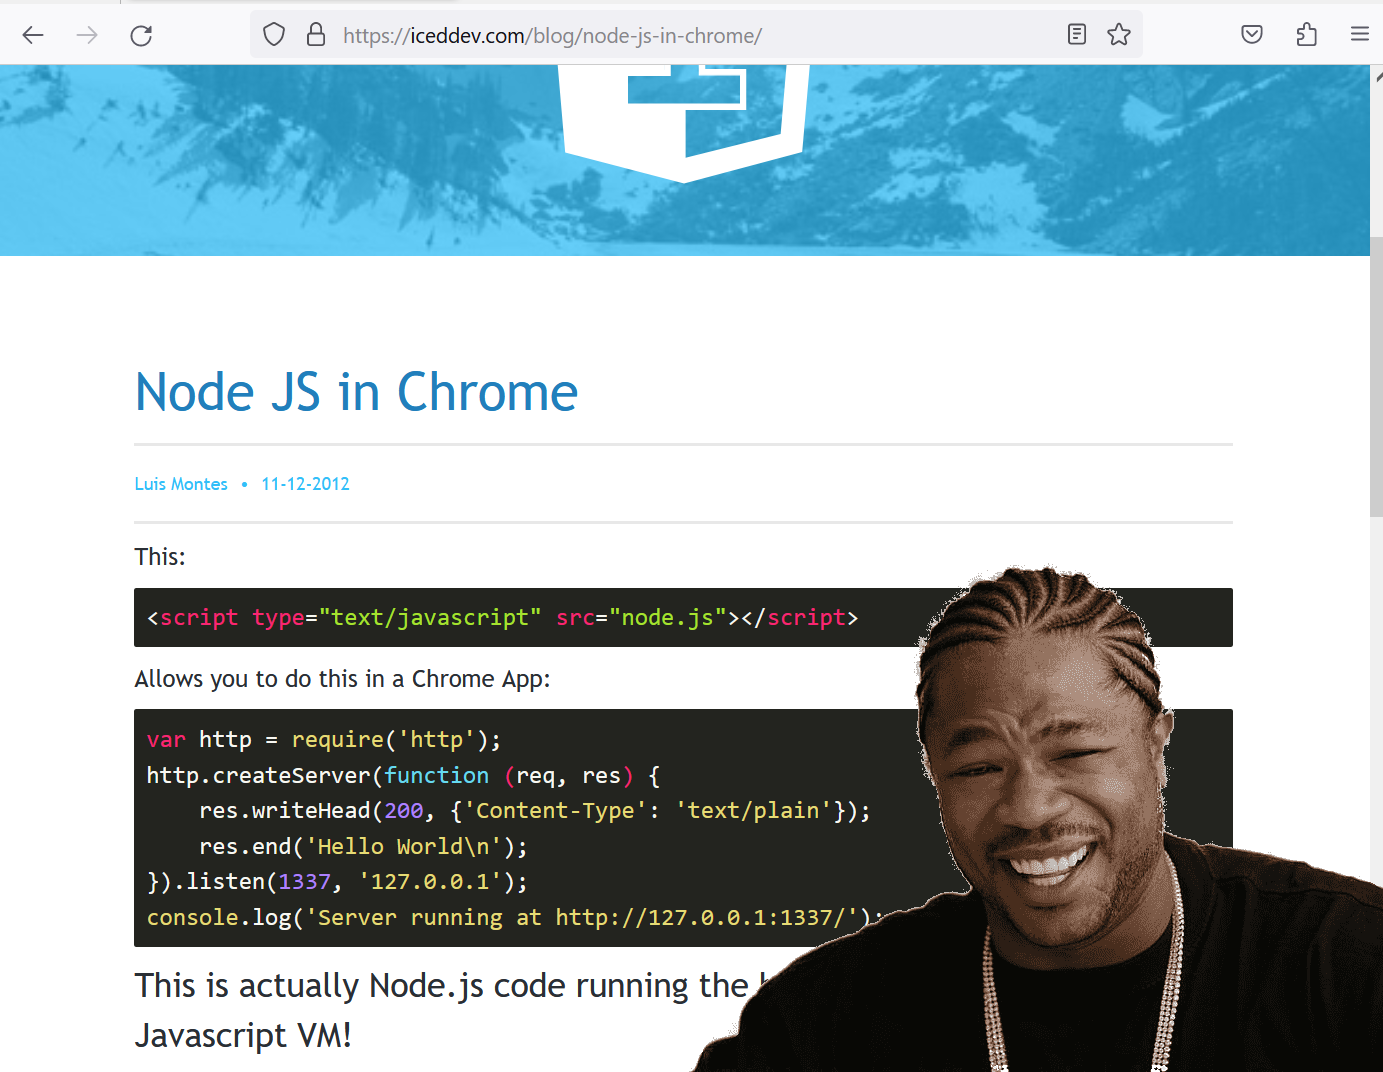 https://iceddev.com/blog/node-js-in-chrome/
Node JS in Chrome
Luis Montes • 11-12-2012
This:
<script type="text/javascript" src="node.js"></script>
Allows you to do this in a Chrome App:
var http = require('http');
http.createServer(function (req, res) {
    res.writeHead(200, {'Content-Type': 'text/plain'});
    res.end('Hello World\n');
}).listen(1337, '127.0.0.1');
console.log('Server running at http://127.0.0.1:1337/');
This is actually Node.js code running the
Javascript VM!